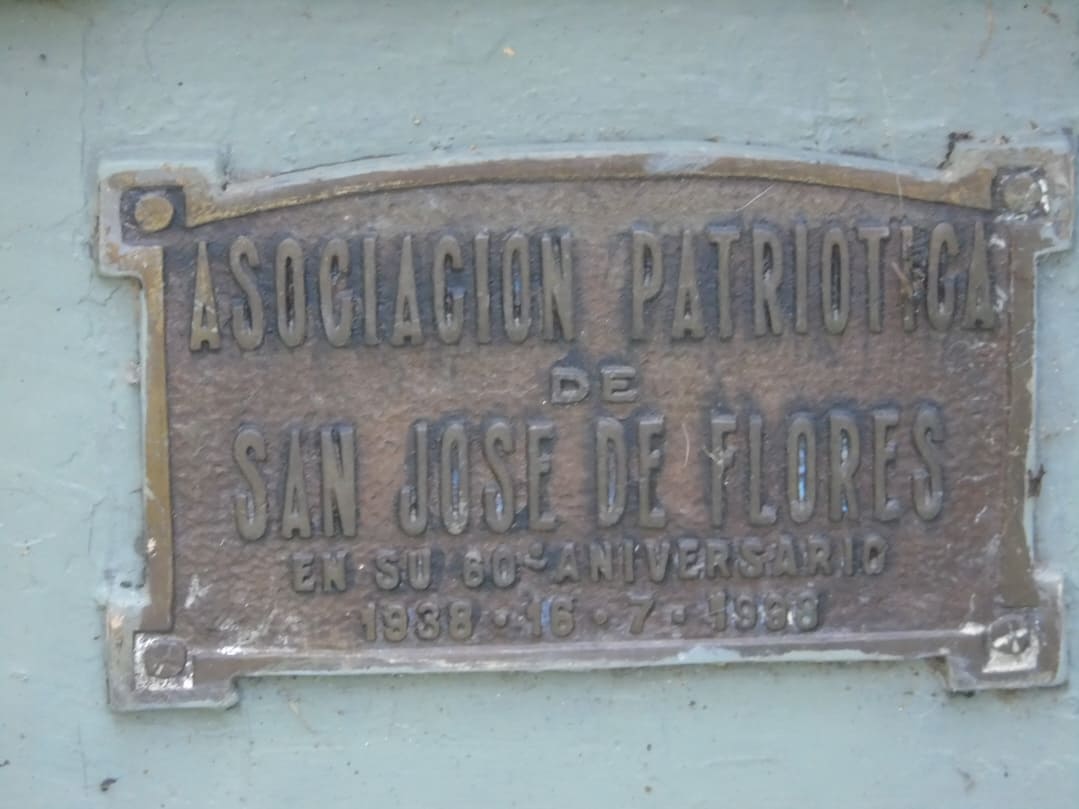 ASOCIACION PATRIOTICA
DE
SAN JOSE DE FLORES
EN SU 60º ANIVERSARIO
1938 · 16 · 7 · 1998